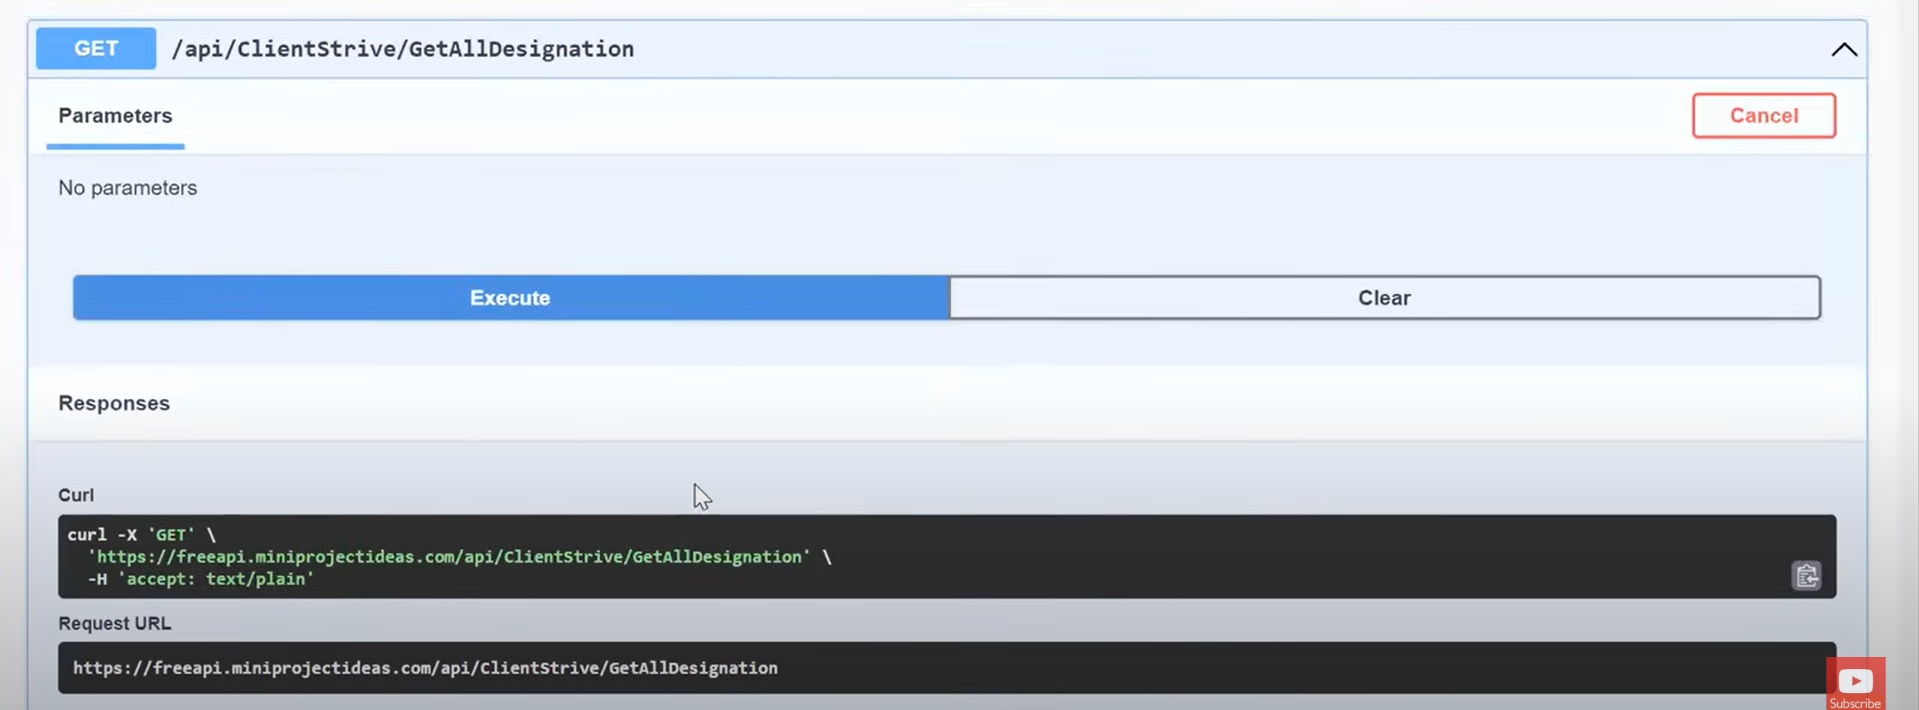 GET /api/ClientStrive/GetAllDesignation
Parameters
Cancel
No parameters
Execute
Clear
Responses
Curl
curl -X 'GET' \
'https://freeapi.miniprojectideas.com/api/ClientStrive/GetAllDesignation' \
-H 'accept: text/plain'
Request URL
https://freeapi.miniprojectideas.com/api/ClientStrive/GetAllDesignation
Subscribe